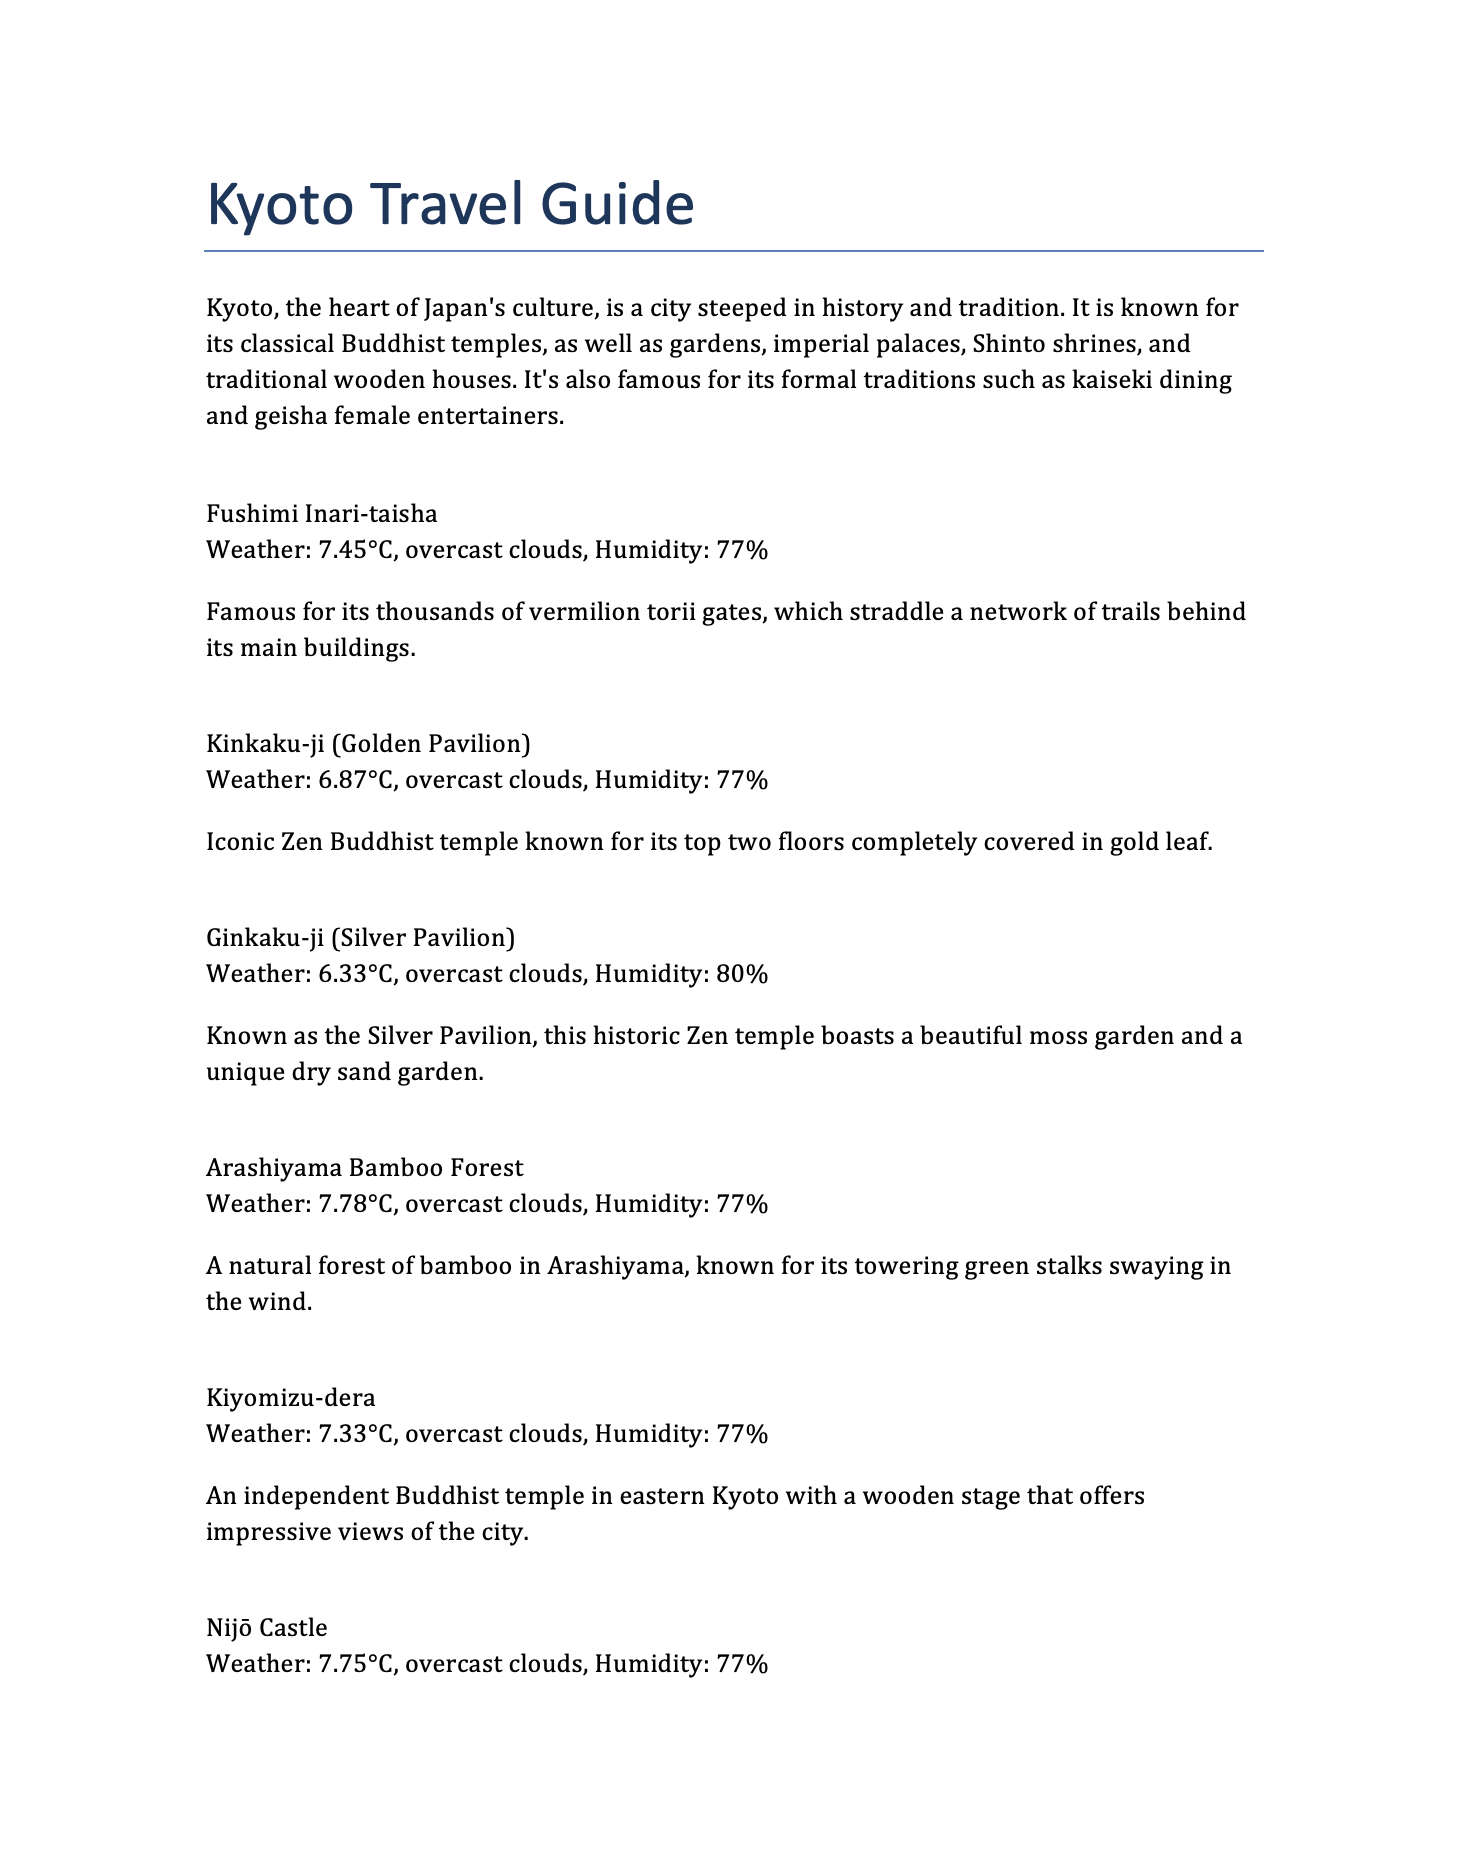 Kyoto Travel Guide
Kyoto, the heart of Japan's culture, is a city steeped in history and tradition. It is known for
its classical Buddhist temples, as well as gardens, imperial palaces, Shinto shrines, and
traditional wooden houses. It's also famous for its formal traditions such as kaiseki dining
and geisha female entertainers.
Fushimi Inari-taisha
Weather: 7.45°C, overcast clouds, Humidity: 77%
Famous for its thousands of vermilion torii gates, which straddle a network of trails behind
its main buildings.
Kinkaku-ji (Golden Pavilion)
Weather: 6.87°C, overcast clouds, Humidity: 77%
Iconic Zen Buddhist temple known for its top two floors completely covered in gold leaf.
Ginkaku-ji (Silver Pavilion)
Weather: 6.33°C, overcast clouds, Humidity: 80%
Known as the Silver Pavilion, this historic Zen temple boasts a beautiful moss garden and a
unique dry sand garden.
Arashiyama Bamboo Forest
Weather: 7.78°C, overcast clouds, Humidity: 77%
A natural forest of bamboo in Arashiyama, known for its towering green stalks swaying in
the wind.
Kiyomizu-dera
Weather: 7.33°C, overcast clouds, Humidity: 77%
An independent Buddhist temple in eastern Kyoto with a wooden stage that offers
impressive views of the city.
Nijō Castle
Weather: 7.75°C, overcast clouds, Humidity: 77%